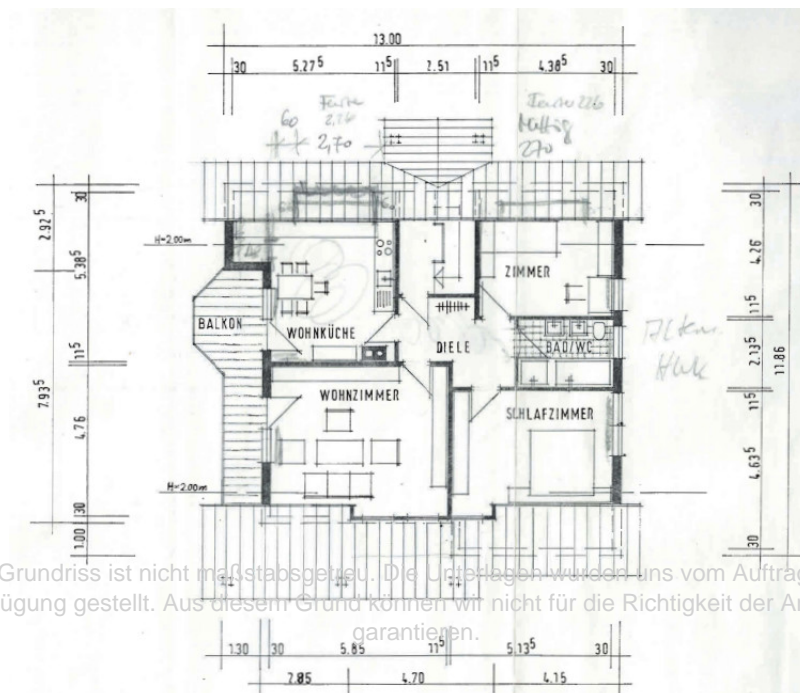 13.00
30 5.27⁵ 11⁵ 2.51 11⁵ 4.38⁵ 30
60 2,70
270
2.92⁵
7.93⁵
30
5.38⁵
11⁵
4.76
30
1.00
H=2.00m
BALKON
WOHNKÜCHE
DIELE
ZIMMER
BAD/WC
WOHNZIMMER
SCHLAFZIMMER
H=2.00m
30
4.26
11⁵
2.13⁵
11⁵
4.63⁵
30
11.86
Grundriss ist nicht maßstabsgetreu. Die Unterlagen wurden uns vom Auftrag
ügung gestellt. Aus diesem Grund können wir nicht für die Richtigkeit der An
garantieren.
1.30 30 5.85 11⁵ 5.13⁵ 30
2.85 4.70 4.15